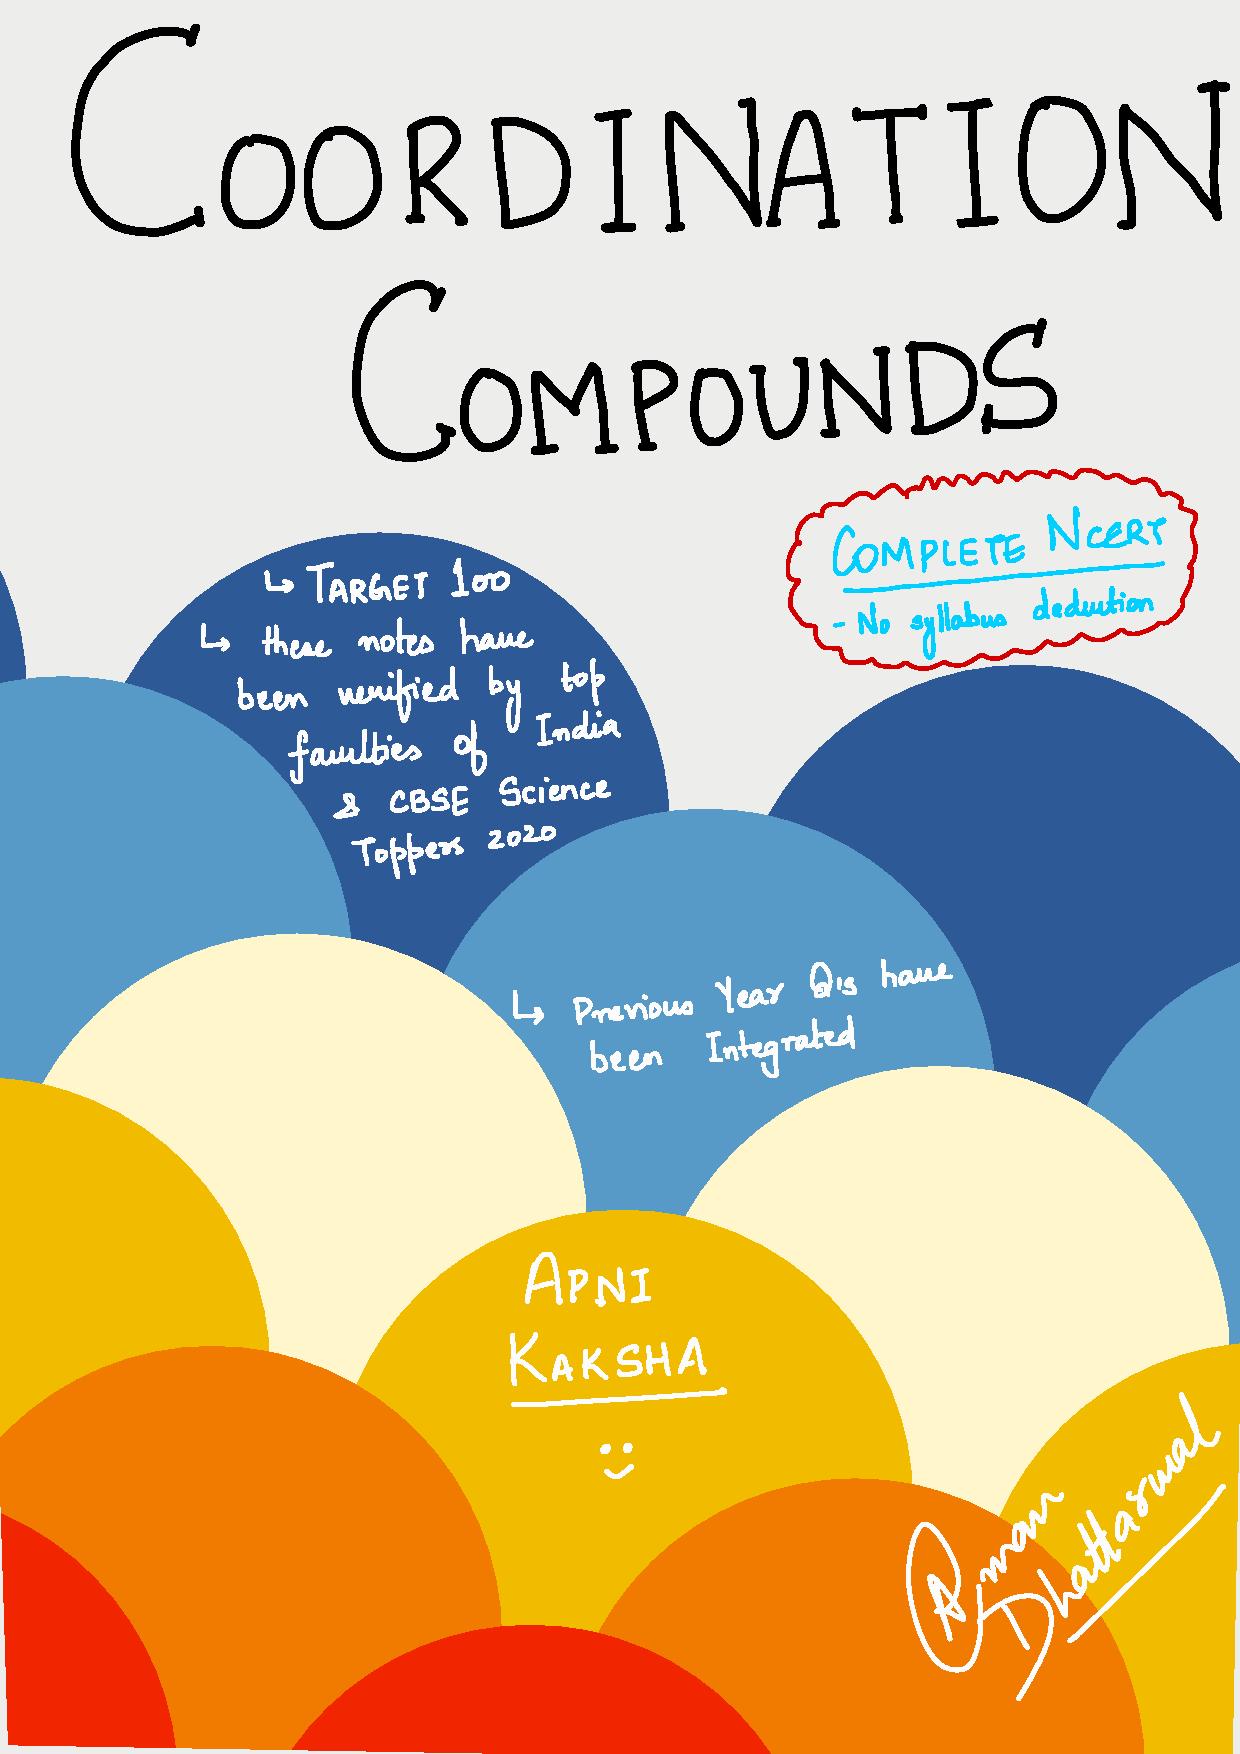 COORDINATION
COMPOUNDS
COMPLETE NCERT
- No syllabus deduction
↳ TARGET 100
↳ these notes have
been verified by top
faculties of India
& CBSE Science
Toppers 2020
↳ Previous Year Q's have
been Integrated
APNI
KAKSHA
Aman
Dhattarwal